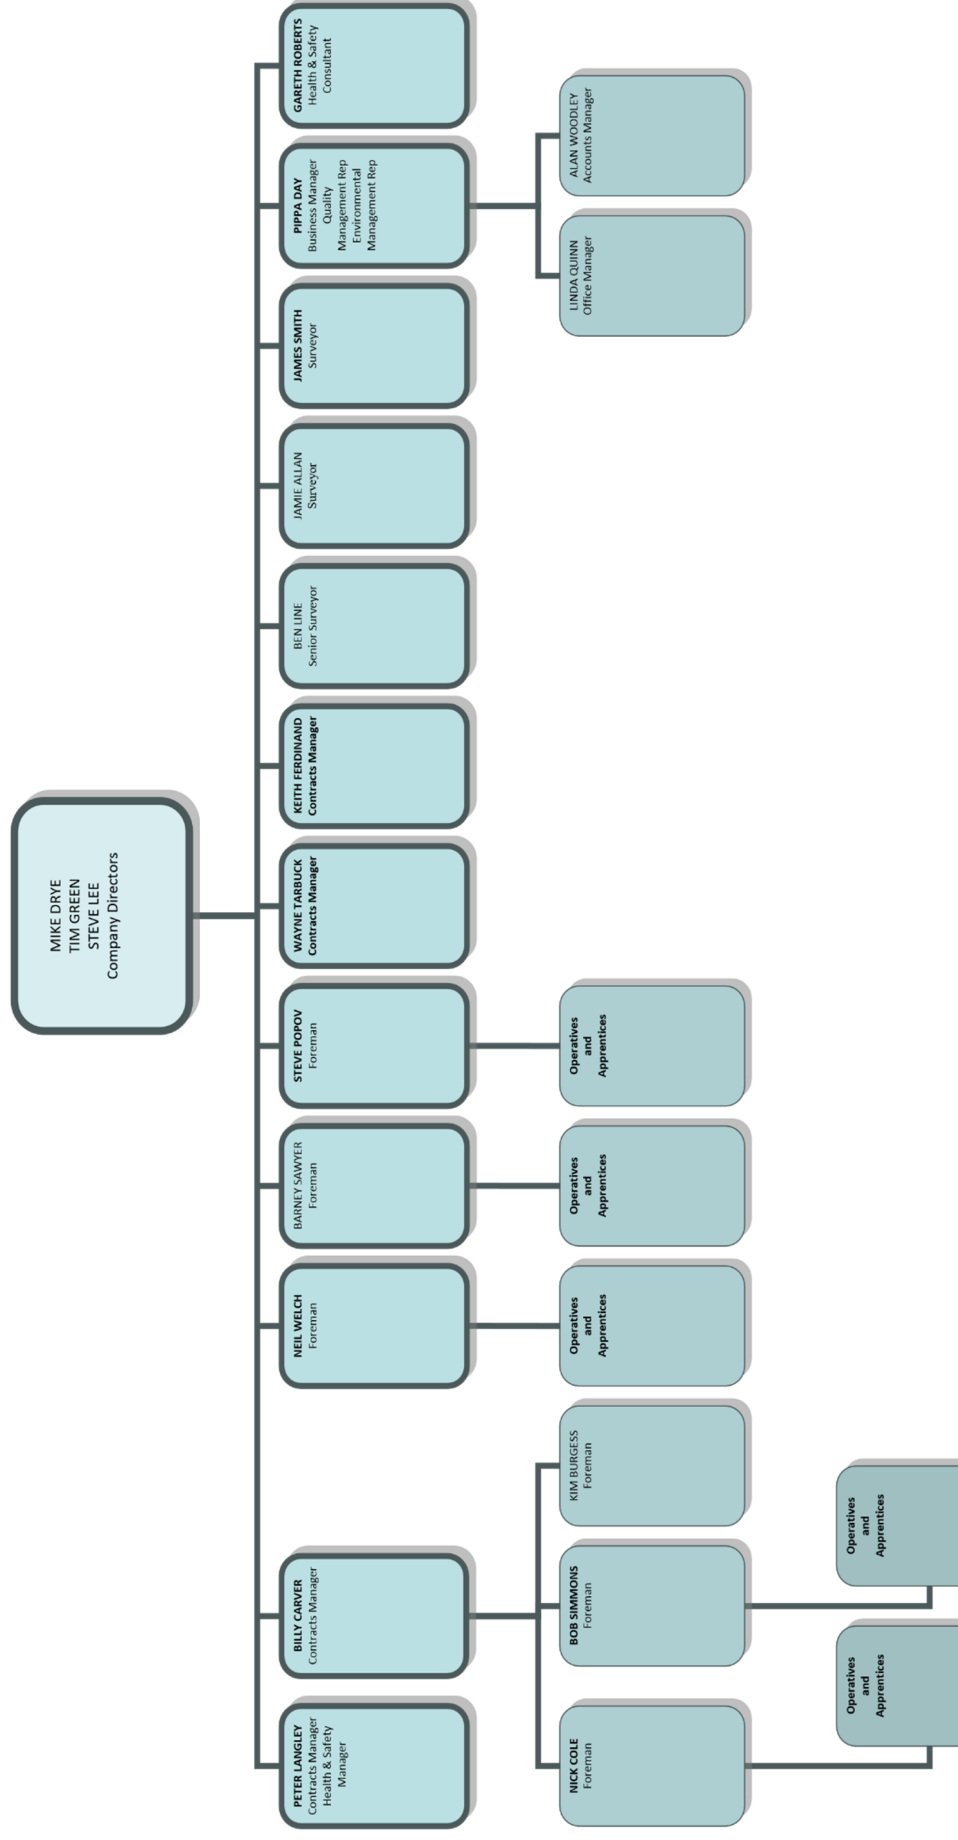 MIKE DRYE
TIM GREEN
STEVE LEE
Company Directors
PETER LANGLEY
Contracts Manager
Health & Safety
Manager
BILLY CARVER
Contracts Manager
NEIL WELCH
Foreman
BARNEY SAWYER
Foreman
STEVE POPOV
Foreman
WAYNE TARBUCK
Contracts Manager
KEITH FERDINAND
Contracts Manager
BEN LINE
Senior Surveyor
JAMIE ALLAN
Surveyor
JAMES SMITH
Surveyor
PIPPA DAY
Business Manager
Quality
Management Rep
Environmental
Management Rep
GARETH ROBERTS
Health & Safety
Consultant
NICK COLE
Foreman
BOB SIMMONS
Foreman
KIM BURGESS
Foreman
Operatives
and
Apprentices
Operatives
and
Apprentices
Operatives
and
Apprentices
LINDA QUINN
Office Manager
ALAN WOODLEY
Accounts Manager
Operatives
and
Apprentices
Operatives
and
Apprentices